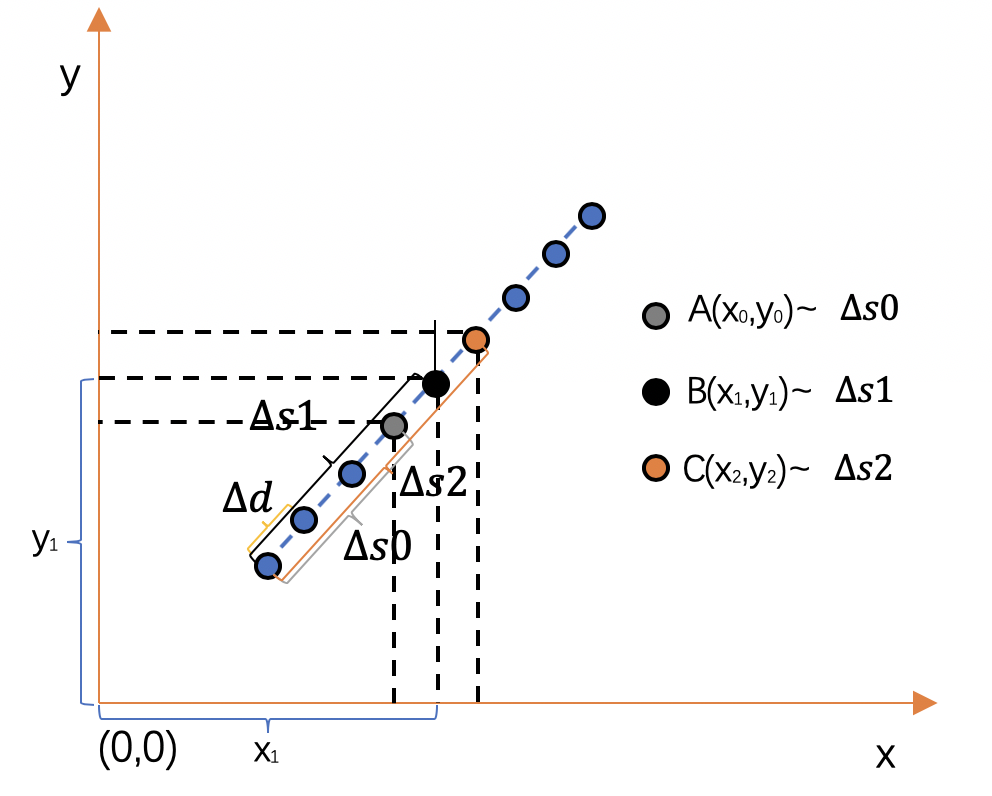 y
A(x₀,y₀)~ Δs0
B(x₁,y₁)~ Δs1
C(x₂,y₂)~ Δs2
Δs1
Δs2
Δd
Δs0
y₁
(0,0)
x₁
x